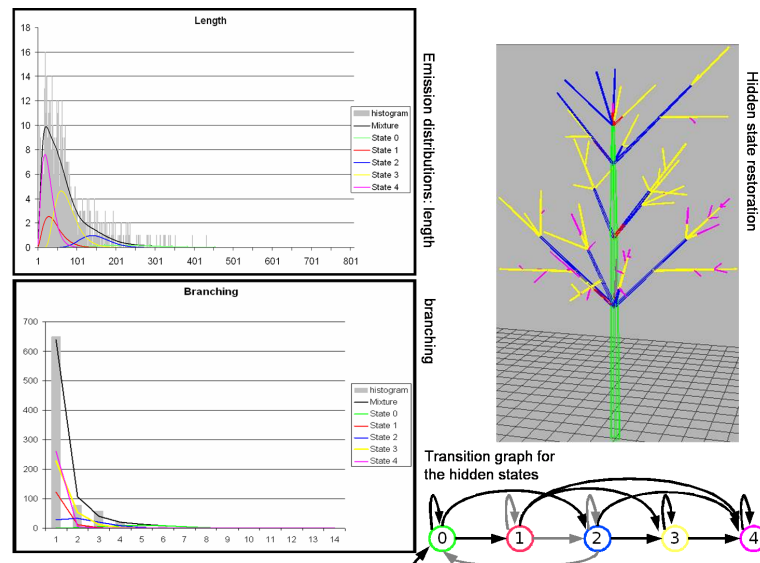 Length
18
16
14
12
10
8
6
4
2
0
1 101 201 301 401 501 601 701 801
histogram
Mixture
State 0
State 1
State 2
State 3
State 4
Emission distributions: length
Branching
700
600
500
400
300
200
100
0
1 2 3 4 5 6 7 8 9 10 11 12 13 14
histogram
Mixture
State 0
State 1
State 2
State 3
State 4
branching
Hidden state restoration
Transition graph for
the hidden states
0 1 2 3 4